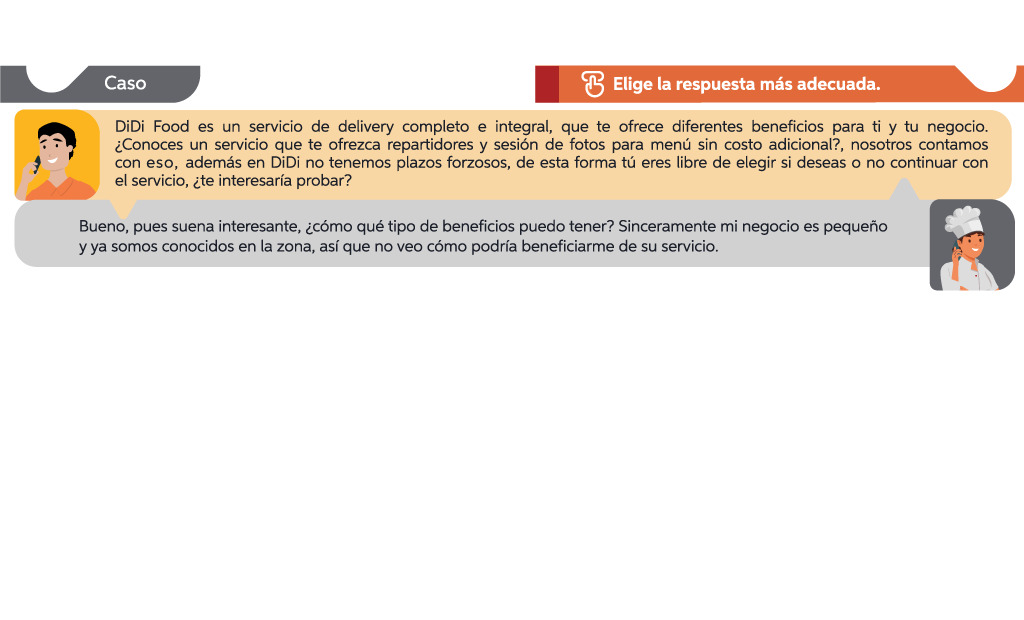 Caso
Elige la respuesta más adecuada.
DiDi Food es un servicio de delivery completo e integral, que te ofrece diferentes beneficios para ti y tu negocio.
¿Conoces un servicio que te ofrezca repartidores y sesión de fotos para menú sin costo adicional?, nosotros contamos
con eso, además en DiDi no tenemos plazos forzosos, de esta forma tú eres libre de elegir si deseas o no continuar con
el servicio, ¿te interesaría probar?
Bueno, pues suena interesante, ¿cómo qué tipo de beneficios puedo tener? Sinceramente mi negocio es pequeño
y ya somos conocidos en la zona, así que no veo cómo podría beneficiarme de su servicio.